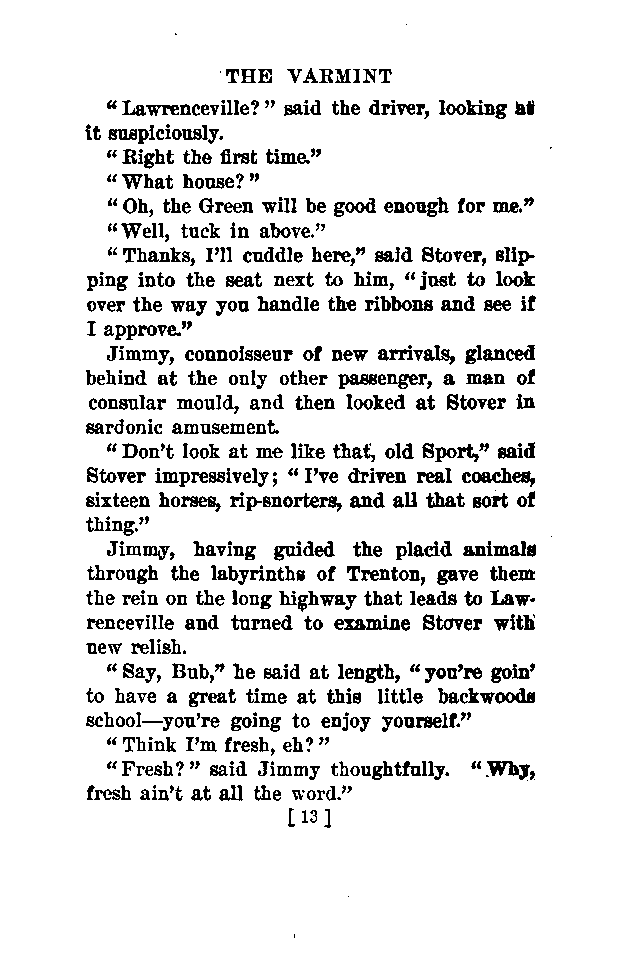 THE VARMINT
“Lawrenceville?” said the driver, looking at
it suspiciously.
“Right the first time.”
“What house?”
“Oh, the Green will be good enough for me.”
“Well, tuck in above.”
“Thanks, I’ll cuddle here,” said Stover, slip-
ping into the seat next to him, “just to look
over the way you handle the ribbons and see if
I approve.”
Jimmy, connoisseur of new arrivals, glanced
behind at the only other passenger, a man of
consular mould, and then looked at Stover in
sardonic amusement.
“Don’t look at me like that, old Sport,” said
Stover impressively; “I’ve driven real coaches,
sixteen horses, rip-snorters, and all that sort of
thing.”
Jimmy, having guided the placid animals
through the labyrinths of Trenton, gave them
the rein on the long highway that leads to Law-
renceville and turned to examine Stover with
new relish.
“Say, Bub,” he said at length, “you’re goin’
to have a great time at this little backwoods
school—you’re going to enjoy yourself.”
“Think I’m fresh, eh?”
“Fresh?” said Jimmy thoughtfully. “Why,
fresh ain’t at all the word.”
[ 13 ]